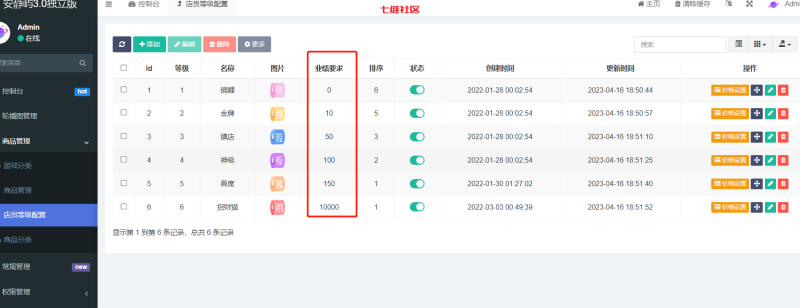 安静屿3.0独立版
控制台
店员等级配置
七维社区
主页
清除缓存
Admi
Admin
在线
搜索菜单
控制台
hot
轮播图管理
商品管理
游戏分类
商品管理
店员等级配置
商品分类
常规管理
new
权限管理
添加
编辑
删除
更多
搜索
Id 等级 名称 图片 业绩要求 排序 状态 创建时间 更新时间 操作
1 1 0 6 2022-01-28 00:02:54 2023-04-16 18:50:44 价格设置
2 2 金牌 10 5 2022-01-28 00:02:54 2023-04-16 18:50:57 价格设置
3 3 镇店 50 3 2022-01-28 00:02:54 2023-04-16 18:51:10 价格设置
4 4 神级 100 2 2022-01-28 00:02:54 2023-04-16 18:51:25 价格设置
5 5 首席 150 1 2022-01-30 01:27:02 2023-04-16 18:51:40 价格设置
6 6 招财猫 10000 1 2022-03-03 00:49:39 2023-04-16 18:51:52 价格设置
显示第 1 到第 6 条记录，总共 6 条记录